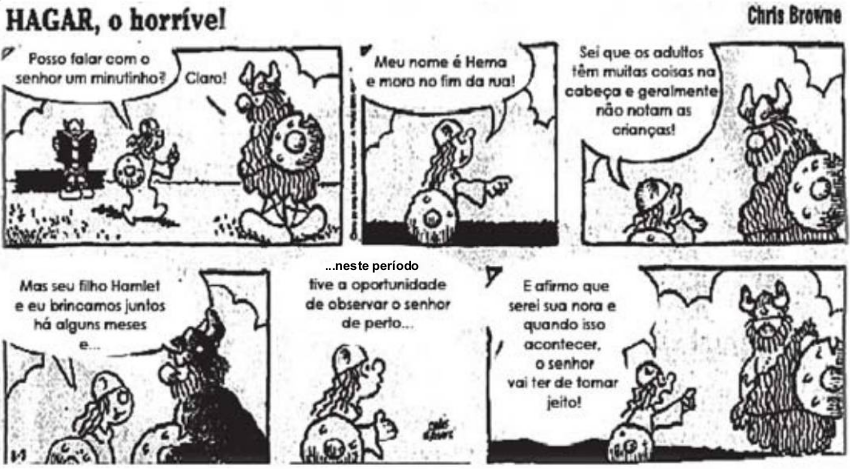 HAGAR, o horrível
Chris Browne
Posso falar com o
senhor um minutinho?
Claro!
Meu nome é Herna
e moro no fim da rua!
Sei que os adultos
têm muitas coisas na
cabeça e geralmente
não notam as
crianças!
Mas seu filho Hamlet
e eu brincamos juntos
há alguns meses
e...
...neste período
tive a oportunidade
de observar o senhor
de perto...
E afirmo que
serei sua nora e
quando isso
acontecer,
o senhor
vai ter de tomar
jeito!